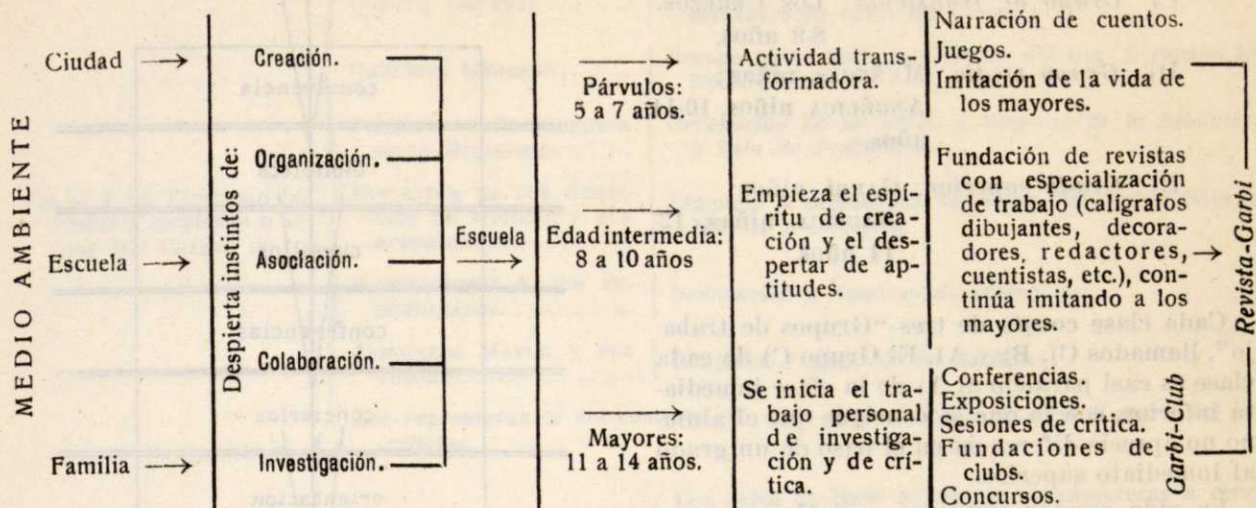 MEDIO AMBIENTE
Ciudad →
Escuela →
Familia →
Despierta instintos de:
Creación.
Organización.
Asociación.
Colaboración.
Investigación.
Escuela
→
→
Párvulos:
5 a 7 años.
→
Edad intermedia:
8 a 10 años
→
Mayores:
11 a 14 años.
Actividad trans-
formadora.
Empieza el espí-
ritu de crea-
ción y el des-
pertar de ap-
titudes.
Se inicia el tra-
bajo personal
de investiga-
ción y de crí-
tica.
Narración de cuentos.
Juegos.
Imitación de la vida de
los mayores.
Fundación de revistas
con especialización
de trabajo (calígrafos
dibujantes, decora-
dores, redactores, →
cuentistas, etc.), con-
tinúa imitando a los
mayores.
Conferencias.
Exposiciones.
Sesiones de crítica.
Fundaciones de
clubs.
Concursos.
Garbi-Club
Revista-Garbi